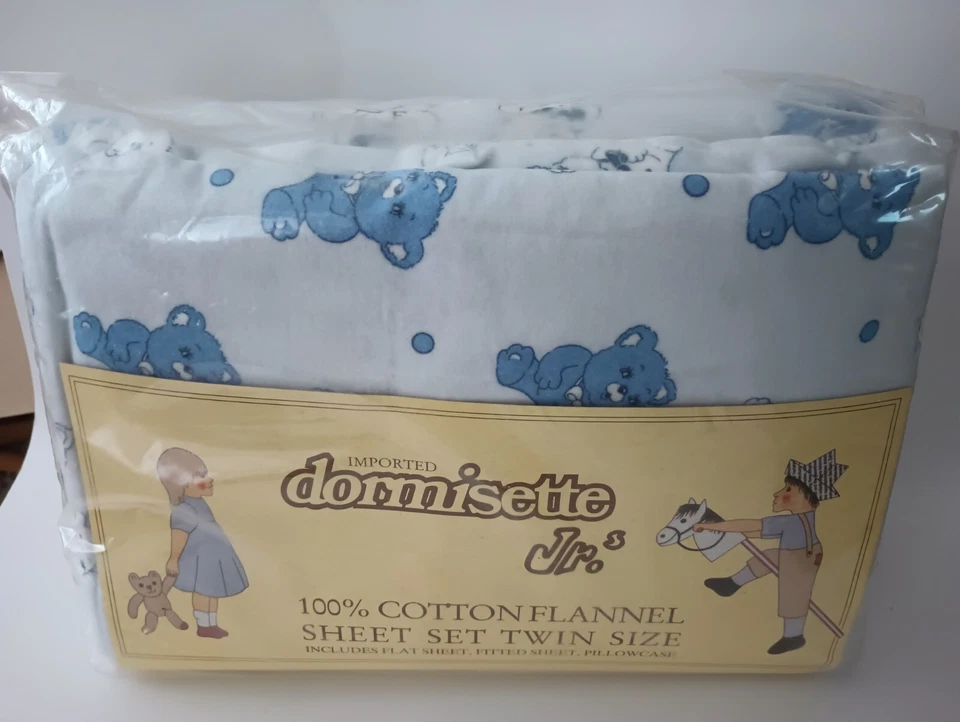 IMPORTED
dormisette
Jr.s
100% COTTON FLANNEL
SHEET SET TWIN SIZE
INCLUDES FLAT SHEET, FITTED SHEET, PILLOWCASE